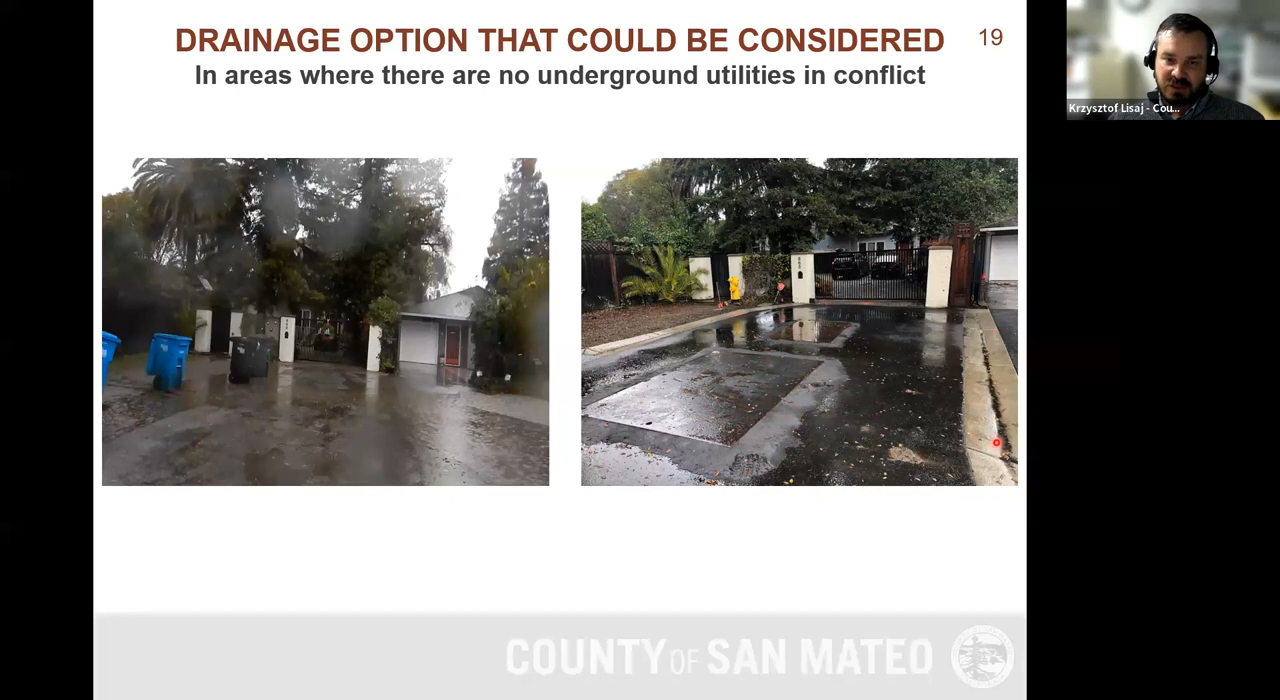 DRAINAGE OPTION THAT COULD BE CONSIDERED
19
In areas where there are no underground utilities in conflict
Krzysztof Lisaj - Cou...
COUNTY OF SAN MATEO